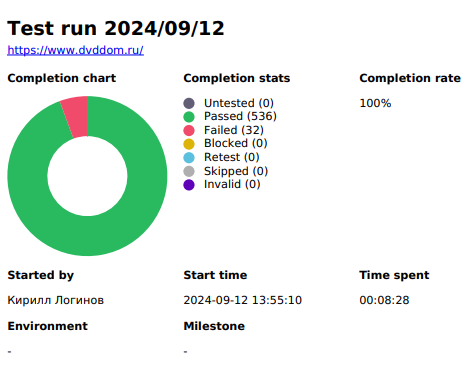 Test run 2024/09/12
https://www.dvddom.ru/
Completion chart
Completion stats
Completion rate
Untested (0)
Passed (536)
Failed (32)
Blocked (0)
Retest (0)
Skipped (0)
Invalid (0)
100%
Started by
Start time
Time spent
Кирилл Логинов
2024-09-12 13:55:10
00:08:28
Environment
Milestone
-
-